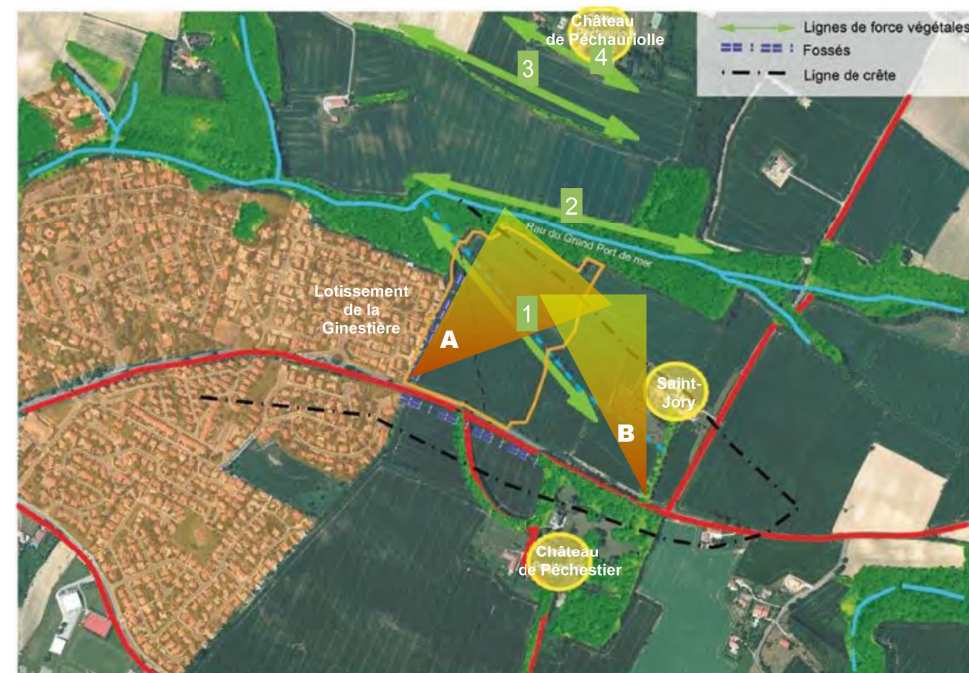 Château
de Péchauriolle
Lignes de force végétales
Fossés
Ligne de crête
3
4
2
Rau du Grand Port de mer
Lotissement
de la
Ginestière
1
A
Saint-
Jory
B
Château
de Péchestier